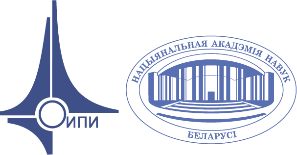 ОИПИ
НАЦЫЯНАЛЬНАЯ АКАДЭМІЯ НАВУК
БЕЛАРУСІ